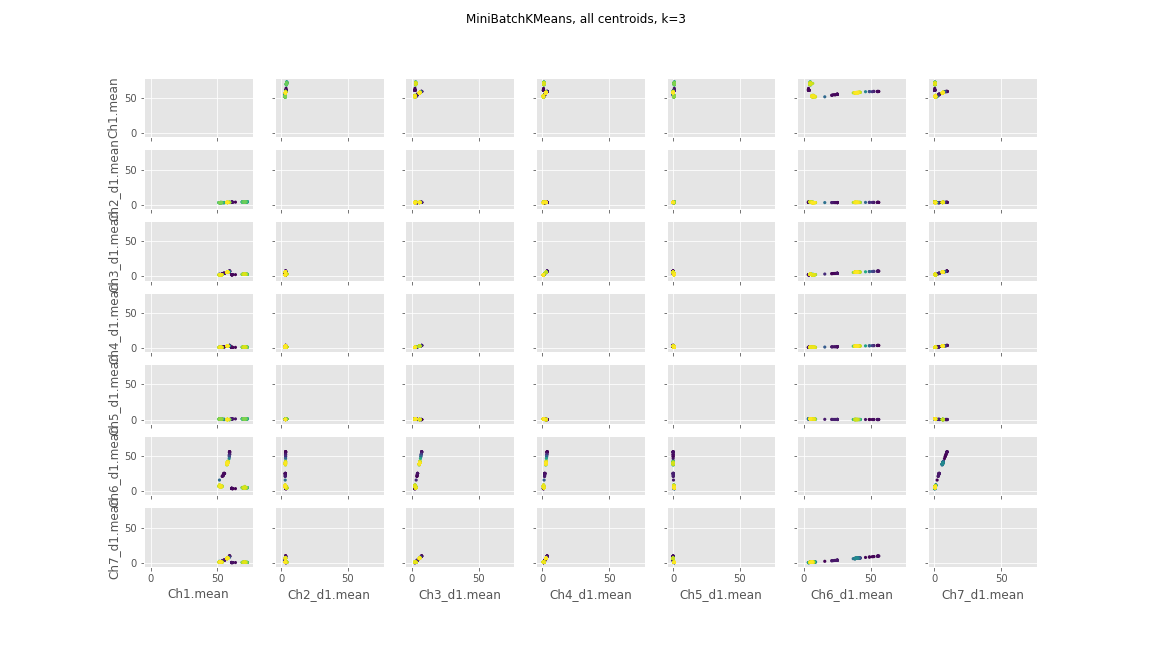 MiniBatchKMeans, all centroids, k=3
Ch1.mean
50
0
Ch2_d1.mean
50
0
Ch3_d1.mean
50
0
Ch4_d1.mean
50
0
Ch5_d1.mean
50
0
Ch6_d1.mean
50
0
Ch7_d1.mean
50
0
0 50 0 50 0 50 0 50 0 50 0 50 0 50
Ch1.mean Ch2_d1.mean Ch3_d1.mean Ch4_d1.mean Ch5_d1.mean Ch6_d1.mean Ch7_d1.mean